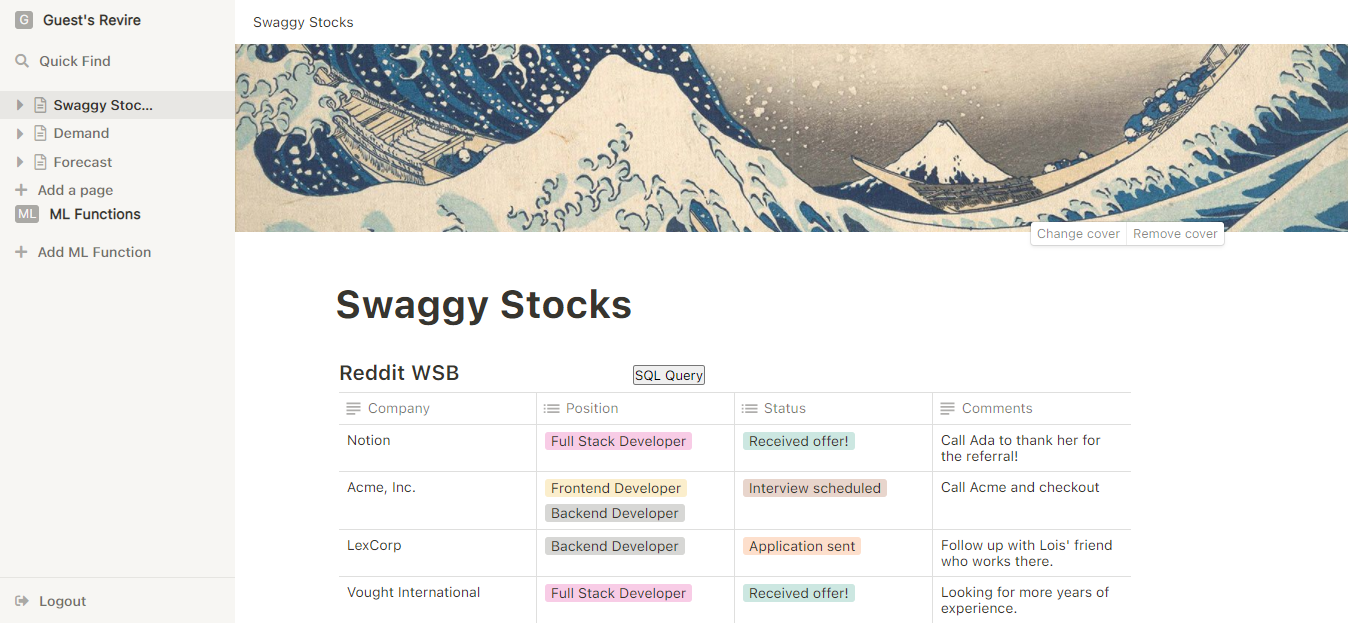 G Guest's Revire
Quick Find
Swaggy Stoc...
Demand
Forecast
Add a page
ML ML Functions
Add ML Function
Logout
Swaggy Stocks
Change cover Remove cover
Swaggy Stocks
Reddit WSB SQL Query
Company Position Status Comments
Notion Full Stack Developer Received offer! Call Ada to thank her for
the referral!
Acme, Inc. Frontend Developer Interview scheduled Call Acme and checkout
Backend Developer
LexCorp Backend Developer Application sent Follow up with Lois' friend
who works there.
Vought International Full Stack Developer Received offer! Looking for more years of
experience.